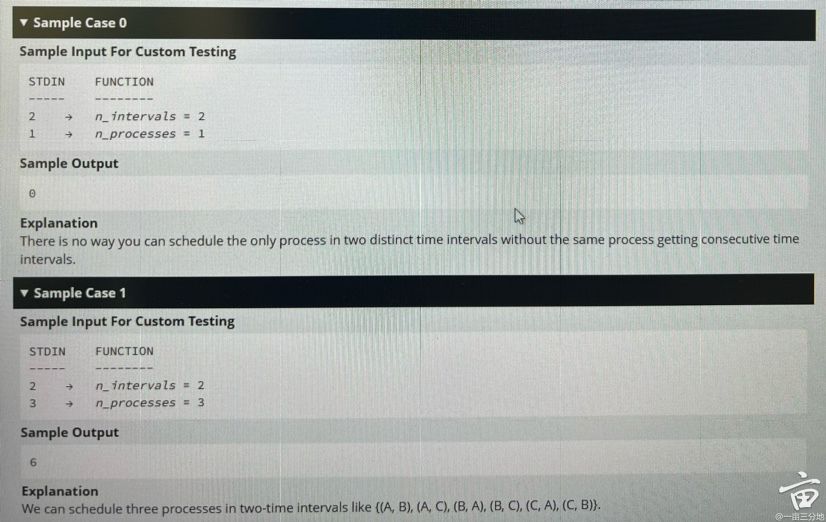 ▼ Sample Case 0
Sample Input For Custom Testing
STDIN FUNCTION
----- --------
2 → n_intervals = 2
1 → n_processes = 1
Sample Output
0
Explanation
There is no way you can schedule the only process in two distinct time intervals without the same process getting consecutive time
intervals.
▼ Sample Case 1
Sample Input For Custom Testing
STDIN FUNCTION
----- --------
2 → n_intervals = 2
3 → n_processes = 3
Sample Output
6
Explanation
We can schedule three processes in two-time intervals like {(A, B), (A, C), (B, A), (B, C), (C, A), (C, B)}.
亩
@一亩三分地